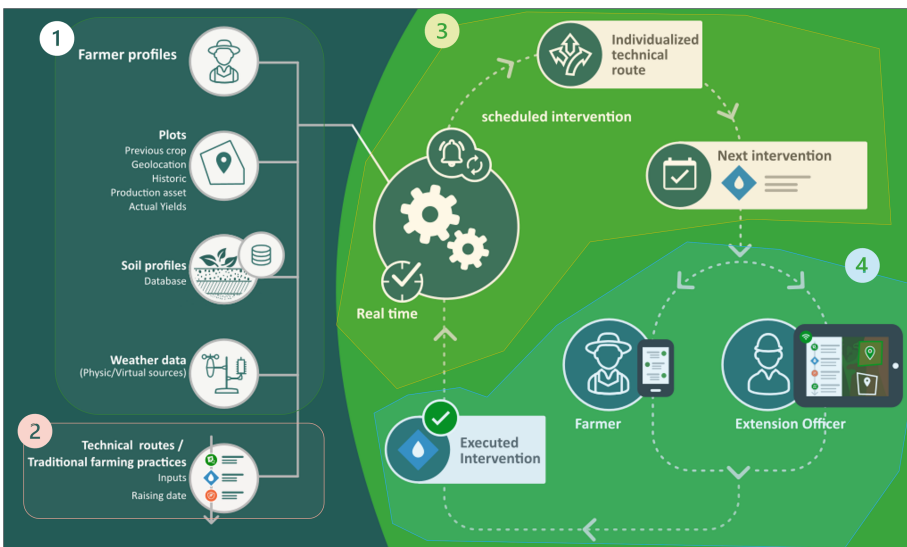 1
Farmer profiles
Plots
Previous crop
Geolocation
Historic
Production asset
Actual Yields
Soil profiles
Database
Weather data
(Physic/Virtual sources)
2
Technical routes /
Traditional farming practices
Inputs
Raising date
3
Individualized
technical
route
scheduled intervention
Next intervention
Real time
4
Farmer
Extension Officer
Executed
Intervention